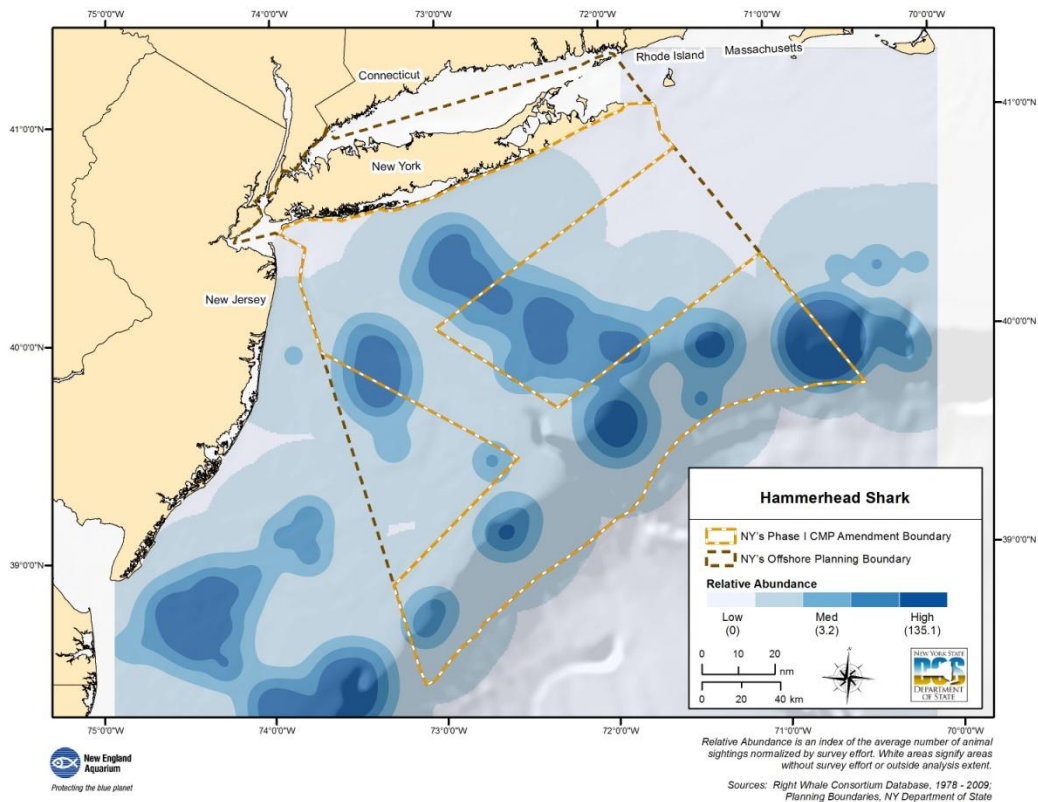 75°0'0"W 74°0'0"W 73°0'0"W 72°0'0"W 71°0'0"W 70°0'0"W
Rhode Island
Massachusetts
Connecticut
41°0'0"N
41°0'0"N
New York
New Jersey
40°0'0"N
40°0'0"N
39°0'0"N
39°0'0"N
Hammerhead Shark
NY's Phase I CMP Amendment Boundary
NY's Offshore Planning Boundary
Relative Abundance
Low Med High
(0) (3.2) (135.1)
0 10 20
nm
0 20 40 km
N
NEW YORK STATE
DOS
DEPARTMENT
OF STATE
75°0'0"W 74°0'0"W 73°0'0"W 72°0'0"W 71°0'0"W 70°0'0"W
New England
Aquarium
Protecting the blue planet
Relative Abundance is an index of the average number of animal
sightings normalized by survey effort. White areas signify areas
without survey effort or outside analysis extent.
Sources: Right Whale Consortium Database, 1978 - 2009;
Planning Boundaries, NY Department of State